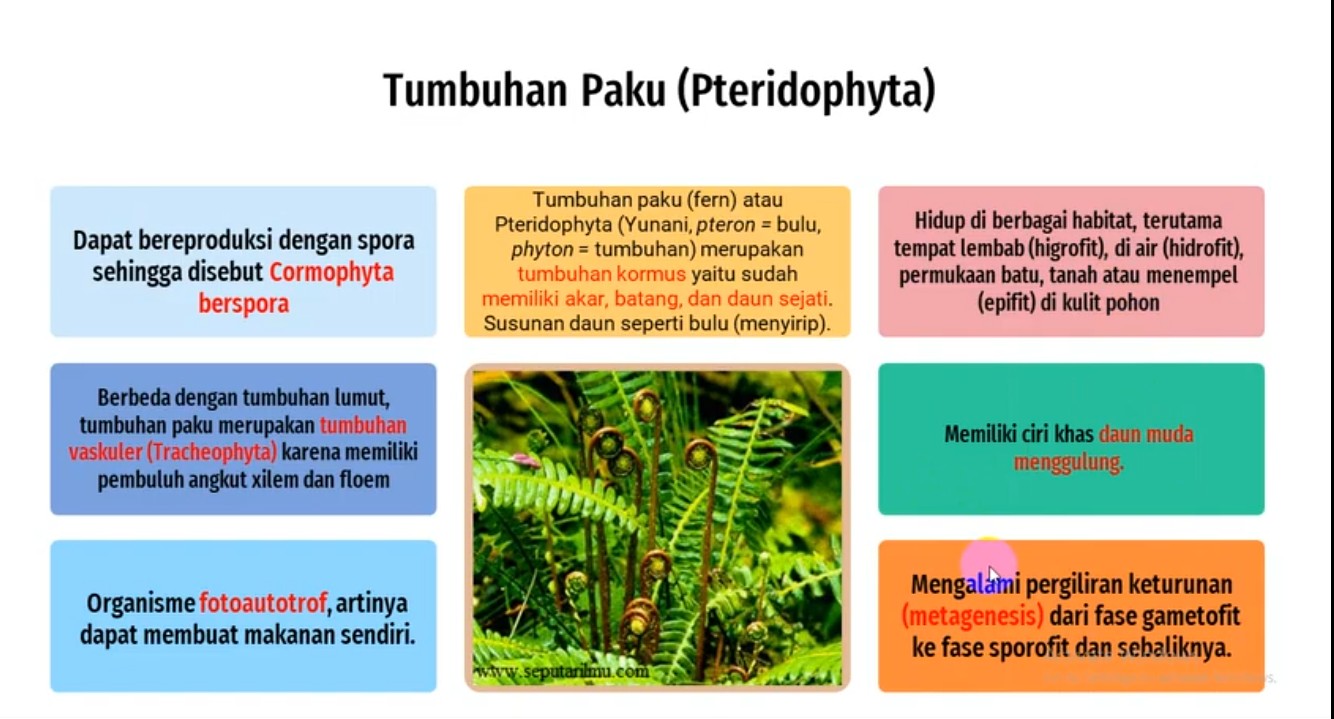 Tumbuhan Paku (Pteridophyta)
Dapat bereproduksi dengan spora
sehingga disebut Cormophyta
berspora
Tumbuhan paku (fern) atau
Pteridophyta (Yunani, pteron = bulu,
phyton = tumbuhan) merupakan
tumbuhan kormus yaitu sudah
memiliki akar, batang, dan daun sejati.
Susunan daun seperti bulu (menyirip).
Hidup di berbagai habitat, terutama
tempat lembab (higrofit), di air (hidrofit),
permukaan batu, tanah atau menempel
(epifit) di kulit pohon
Berbeda dengan tumbuhan lumut,
tumbuhan paku merupakan tumbuhan
vaskuler (Tracheophyta) karena memiliki
pembuluh angkut xilem dan floem
Memiliki ciri khas daun muda
menggulung.
Organisme fotoautotrof, artinya
dapat membuat makanan sendiri.
www.seputarilmu.com
Mengalami pergiliran keturunan
(metagenesis) dari fase gametofit
ke fase sporofit dan sebaliknya.